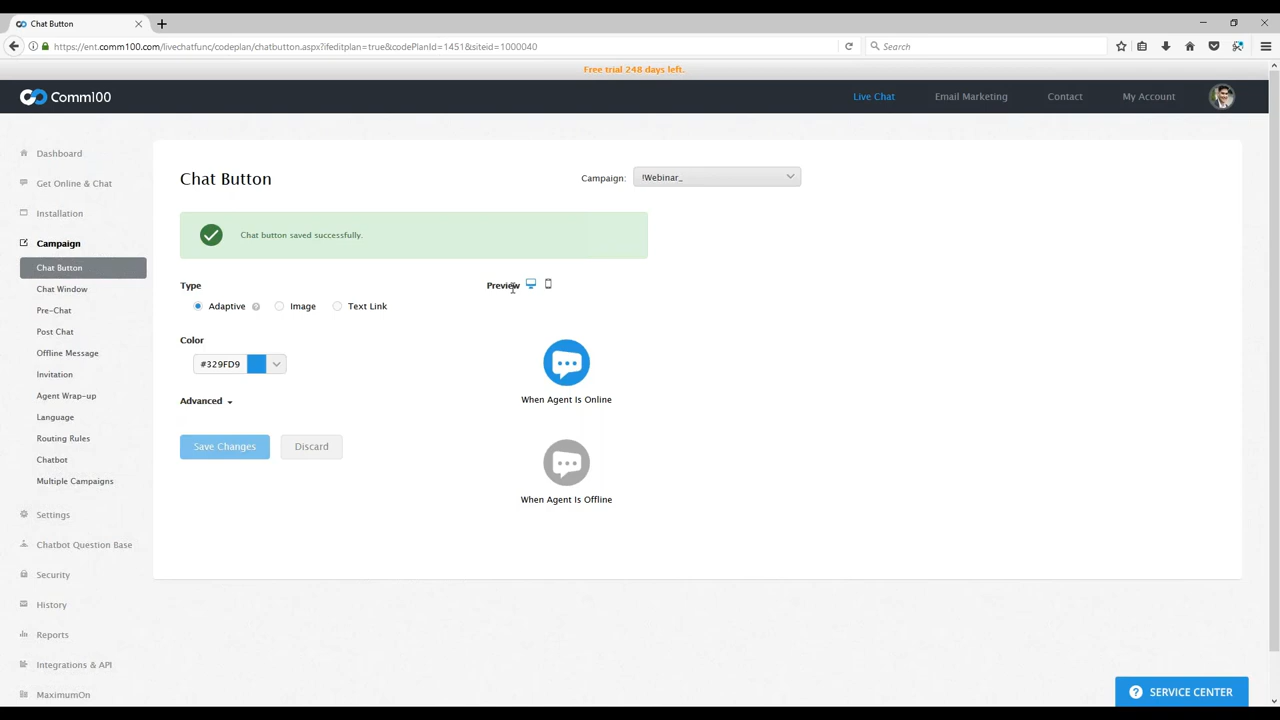 Chat Button
https://ent.comm100.com/livechatfunc/codeplan/chatbutton.aspx?ifeditplan=true&codePlanId=1451&siteid=1000040
Search
Free trial 248 days left.
Comm100
Live Chat
Email Marketing
Contact
My Account
Dashboard
Get Online & Chat
Installation
Campaign
Chat Button
Chat Window
Pre-Chat
Post Chat
Offline Message
Invitation
Agent Wrap-up
Language
Routing Rules
Chatbot
Multiple Campaigns
Settings
Chatbot Question Base
Security
History
Reports
Integrations & API
MaximumOn
Chat Button
Campaign:
!Webinar_
Chat button saved successfully.
Type
Adaptive
Image
Text Link
Color
#329FD9
Advanced
Save Changes
Discard
Preview
When Agent Is Online
When Agent Is Offline
? SERVICE CENTER